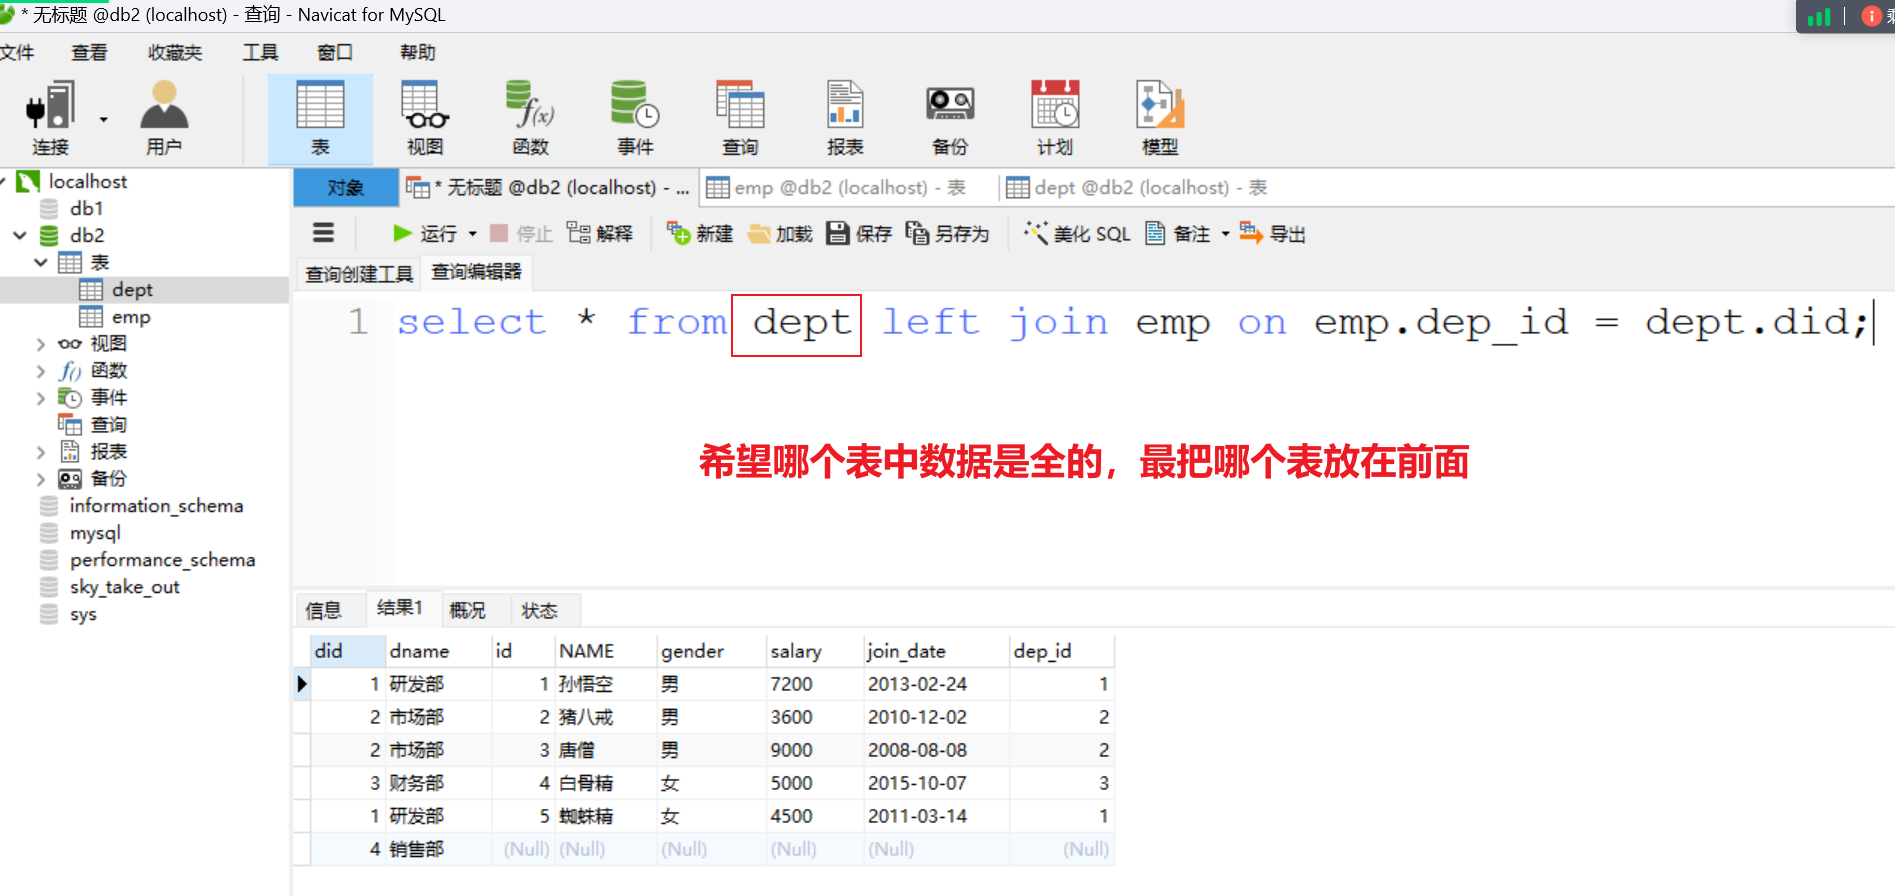 * 无标题 @db2 (localhost) - 查询 - Navicat for MySQL
文件 查看 收藏夹 工具 窗口 帮助
连接 用户 表 视图 函数 事件 查询 报表 备份 计划 模型
localhost
db1
db2
表
dept
emp
视图
函数
事件
查询
报表
备份
information_schema
mysql
performance_schema
sky_take_out
sys
对象 * 无标题 @db2 (localhost) - ... emp @db2 (localhost) - 表 dept @db2 (localhost) - 表
运行 停止 解释 新建 加载 保存 另存为 美化 SQL 备注 导出
查询创建工具 查询编辑器
1 select * from dept left join emp on emp.dep_id = dept.did;
希望哪个表中数据是全的，最把哪个表放在前面
信息 结果1 概况 状态
did dname id NAME gender salary join_date dep_id
1 研发部 1 孙悟空 男 7200 2013-02-24 1
2 市场部 2 猪八戒 男 3600 2010-12-02 2
2 市场部 3 唐僧 男 9000 2008-08-08 2
3 财务部 4 白骨精 女 5000 2015-10-07 3
1 研发部 5 蜘蛛精 女 4500 2011-03-14 1
4 销售部 (Null) (Null) (Null) (Null) (Null) (Null)